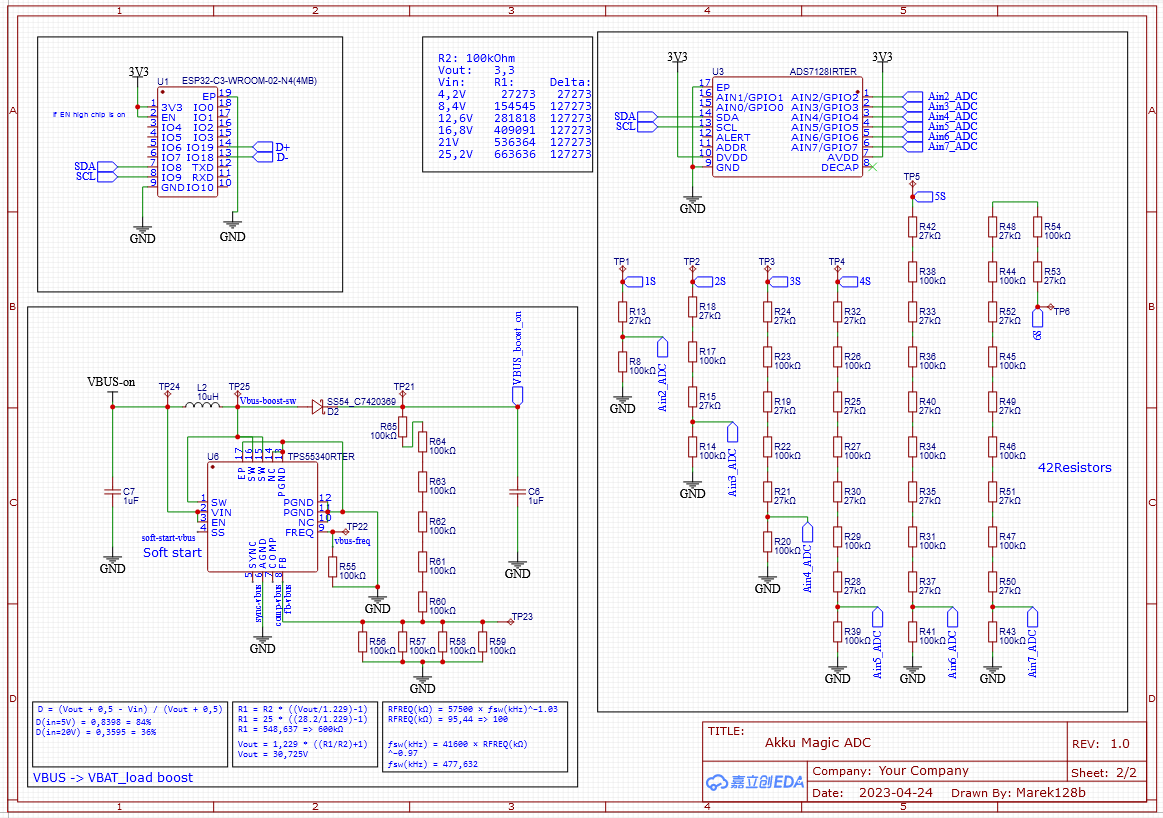 1 2 3 4 5
A
B
C
D
3V3
U1 ESP32-C3-WROOM-02-N4(4MB)
if EN high chip is on
1 3V3
2 EN
3 IO4
4 IO5
5 IO6
6 IO7
7 IO8
8 IO9
9 GND
EP 19
IO0 18
IO1 17
IO2 16
IO3 15
IO19 14
IO18 13
TXD 12
RXD 11
IO10 10
SDA
SCL
D+
D-
GND
GND
R2: 100kOhm
Vout: 3,3
Vin: R1: Delta:
4,2V 27273 27273
8,4V 154545 127273
12,6V 281818 127273
16,8V 409091 127273
21V 536364 127273
25,2V 663636 127273
3V3
3V3
U3 ADS7128IRTER
17 EP
16 AIN1/GPIO1
15 AIN0/GPIO0
14 SDA
13 SCL
12 ALERT
11 ADDR
10 DVDD
9 GND
AIN2/GPIO2 1
AIN3/GPIO3 2
AIN4/GPIO4 3
AIN5/GPIO5 4
AIN6/GPIO6 5
AIN7/GPIO7 6
AVDD 7
DECAP 8
SDA
SCL
Ain2_ADC
Ain3_ADC
Ain4_ADC
Ain5_ADC
Ain6_ADC
Ain7_ADC
GND
TP1
1S
R13
27kΩ
R8
100kΩ
Ain2_ADC
GND
TP2
2S
R18
27kΩ
R17
100kΩ
R15
27kΩ
R14
100kΩ
Ain3_ADC
GND
TP3
3S
R24
27kΩ
R23
100kΩ
R19
100kΩ
R22
100kΩ
R21
27kΩ
R20
100kΩ
Ain4_ADC
GND
TP4
4S
R32
27kΩ
R26
100kΩ
R25
100kΩ
R27
100kΩ
R30
27kΩ
R29
100kΩ
R28
27kΩ
R39
100kΩ
Ain5_ADC
GND
TP5
5S
R42
27kΩ
R38
100kΩ
R33
27kΩ
R36
100kΩ
R40
27kΩ
R34
100kΩ
R35
27kΩ
R31
100kΩ
R37
27kΩ
R41
100kΩ
Ain6_ADC
GND
R48
27kΩ
R44
100kΩ
R52
27kΩ
R45
100kΩ
R49
27kΩ
R46
100kΩ
R51
27kΩ
R47
100kΩ
R50
27kΩ
R43
100kΩ
Ain7_ADC
GND
R54
100kΩ
R53
27kΩ
TP6
6S
42Resistors
VBUS-on
TP24
L2
10uH
TP25
Vbus-boost-sw
SS54_C7420369
D2
TP21
VBUS_boost_on
C7
1uF
GND
U6 TPS55340RTER
17 EP
16 SW
15 SW
14 NC
13 PGND
1 SW
2 VIN
3 EN
4 SS
PGND 12
PGND 11
NC 10
FREQ 9
5 SYNC
6 AGND
7 COMP
8 FB
soft-start-vbus
Soft start
sync-vbus
comp-vbus
fb-vbus
GND
TP22
vbus-freq
R55
100kΩ
GND
R65
100kΩ
R64
100kΩ
R63
100kΩ
R62
100kΩ
R61
100kΩ
R60
100kΩ
TP23
R56
100kΩ
R57
100kΩ
R58
100kΩ
R59
100kΩ
GND
C6
1uF
GND
D = (Vout + 0,5 - Vin) / (Vout + 0,5)
D(in=5V) = 0,8398 = 84%
D(in=20V) = 0,3595 = 36%
R1 = R2 * ((Vout/1.229)-1)
R1 = 25 * ((28.2/1.229)-1)
R1 = 548,637 => 600kΩ
Vout = 1,229 * ((R1/R2)+1)
Vout = 30,725V
RFREQ(kΩ) = 57500 × ƒsw(kHz)^-1.03
RFREQ(kΩ) = 95,44 => 100
ƒsw(kHz) = 41600 × RFREQ(kΩ)
^-0.97
ƒsw(kHz) = 477,632
VBUS -> VBAT_load boost
TITLE:
Akku Magic ADC
REV: 1.0
嘉立创EDA
Company: Your Company
Sheet: 2/2
Date: 2023-04-24 Drawn By: Marek128b
A
B
C
D
1 2 3 4 5